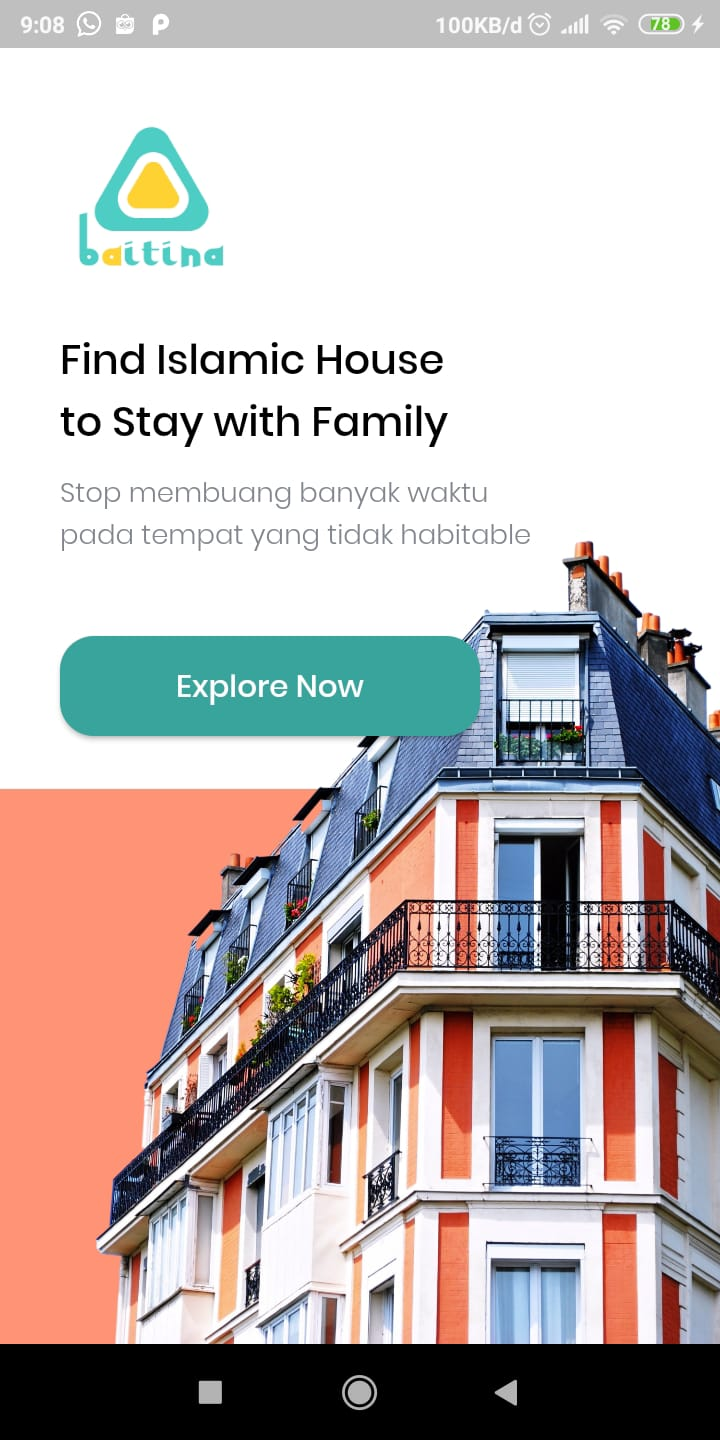 9:08
100KB/d
78
baitina
Find Islamic House
to Stay with Family
Stop membuang banyak waktu
pada tempat yang tidak habitable
Explore Now